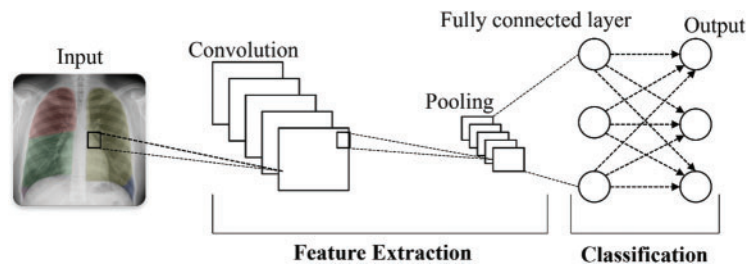 Input
Convolution
Pooling
Fully connected layer
Output
Feature Extraction
Classification